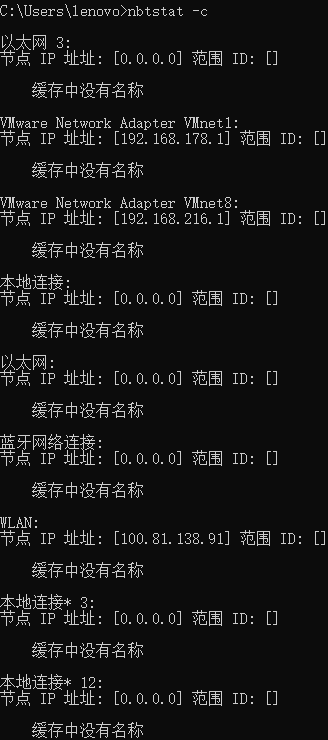 C:\Users\lenovo>nbtstat -c
以太网 3:
节点 IP 址址: [0.0.0.0] 范围 ID: []
缓存中没有名称
VMware Network Adapter VMnet1:
节点 IP 址址: [192.168.178.1] 范围 ID: []
缓存中没有名称
VMware Network Adapter VMnet8:
节点 IP 址址: [192.168.216.1] 范围 ID: []
缓存中没有名称
本地连接:
节点 IP 址址: [0.0.0.0] 范围 ID: []
缓存中没有名称
以太网:
节点 IP 址址: [0.0.0.0] 范围 ID: []
缓存中没有名称
蓝牙网络连接:
节点 IP 址址: [0.0.0.0] 范围 ID: []
缓存中没有名称
WLAN:
节点 IP 址址: [100.81.138.91] 范围 ID: []
缓存中没有名称
本地连接* 3:
节点 IP 址址: [0.0.0.0] 范围 ID: []
缓存中没有名称
本地连接* 12:
节点 IP 址址: [0.0.0.0] 范围 ID: []
缓存中没有名称